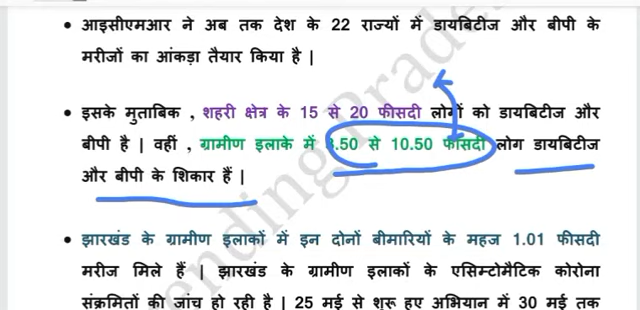 आइसीएमआर ने अब तक देश के 22 राज्यों में डायबिटीज और बीपी के
मरीजों का आंकड़ा तैयार किया है |
इसके मुताबिक , शहरी क्षेत्र के 15 से 20 फीसदी लोगों को डायबिटीज और
बीपी है | वहीं , ग्रामीण इलाके में .50 से 10.50 फीसदी लोग डायबिटीज
और बीपी के शिकार हैं |
झारखंड के ग्रामीण इलाकों में इन दोनों बीमारियों के महज 1.01 फीसदी
मरीज मिले हैं | झारखंड के ग्रामीण इलाकों के एसिम्टोमैटिक कोरोना
संक्रमितों की जांच हो रही है | 25 मई से शुरू हुए अभियान में 30 मई तक